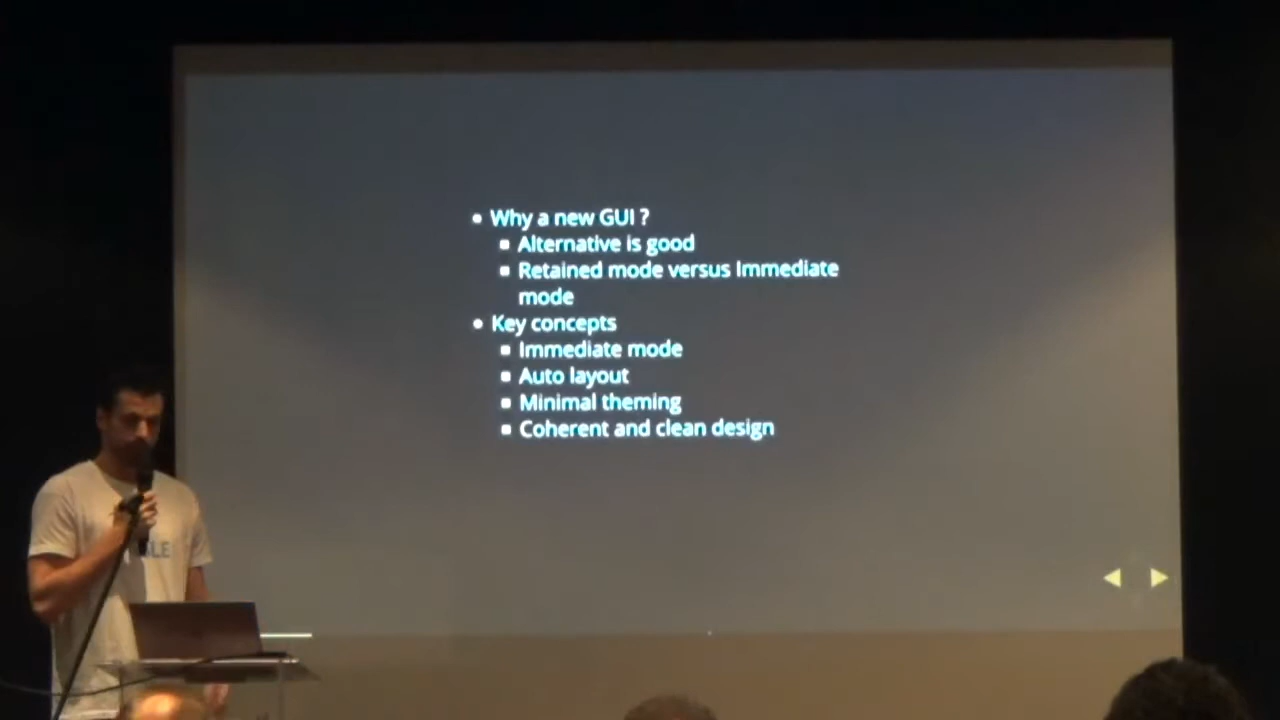 Why a new GUI ?
Alternative is good
Retained mode versus Immediate
mode
Key concepts
Immediate mode
Auto layout
Minimal theming
Coherent and clean design